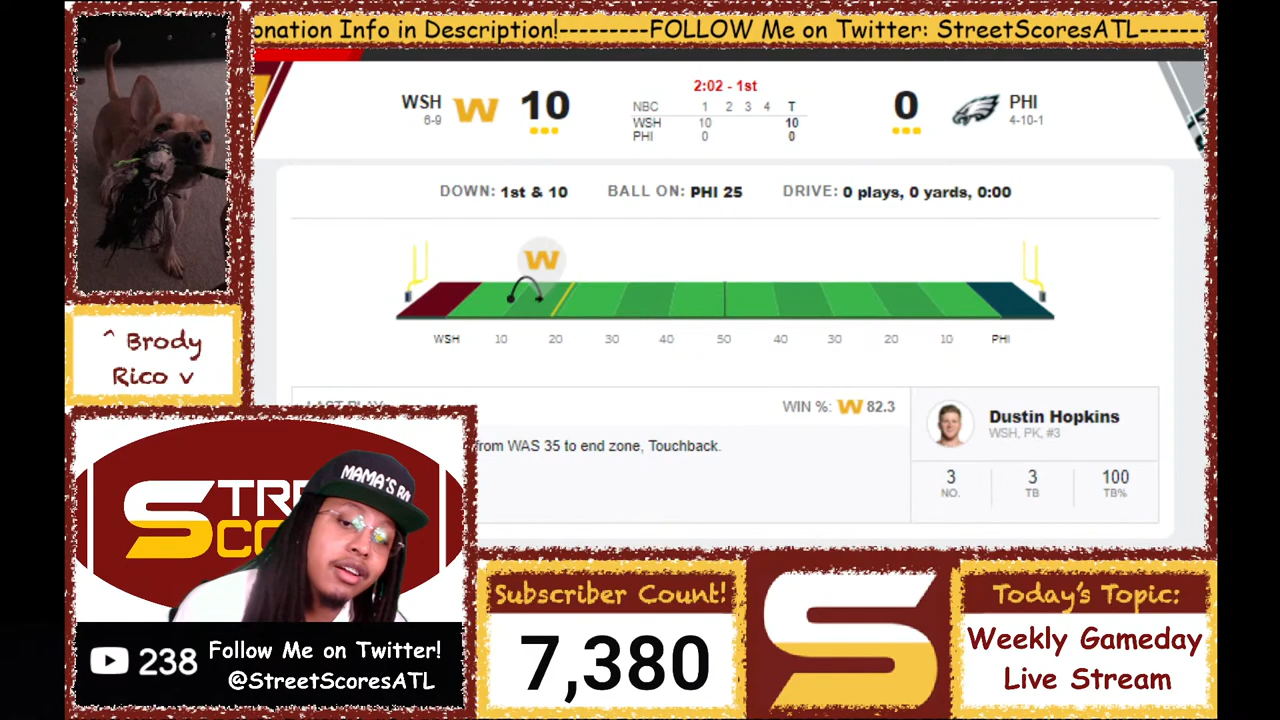 onation Info in Description!---------FOLLOW Me on Twitter: StreetScoresATL-------
WSH
6-9
W
10
2:02 - 1st
NBC 1 2 3 4 T
WSH 10 10
PHI 0 0
0
PHI
4-10-1
DOWN: 1st & 10 BALL ON: PHI 25 DRIVE: 0 plays, 0 yards, 0:00
W
WSH 10 20 30 40 40 30 20 10 PHI
^ Brody
Rico v
LAST PLAY
WIN %: W 82.3
from WAS 35 to end zone, Touchback.
Dustin Hopkins
WSH, PK, #3
3 3 100
NO. TB TB%
STRE
SCO
MAMA'S
238
Follow Me on Twitter!
@StreetScoresATL
Subscriber Count!
7,380
S
Today's Topic:
Weekly Gameday
Live Stream